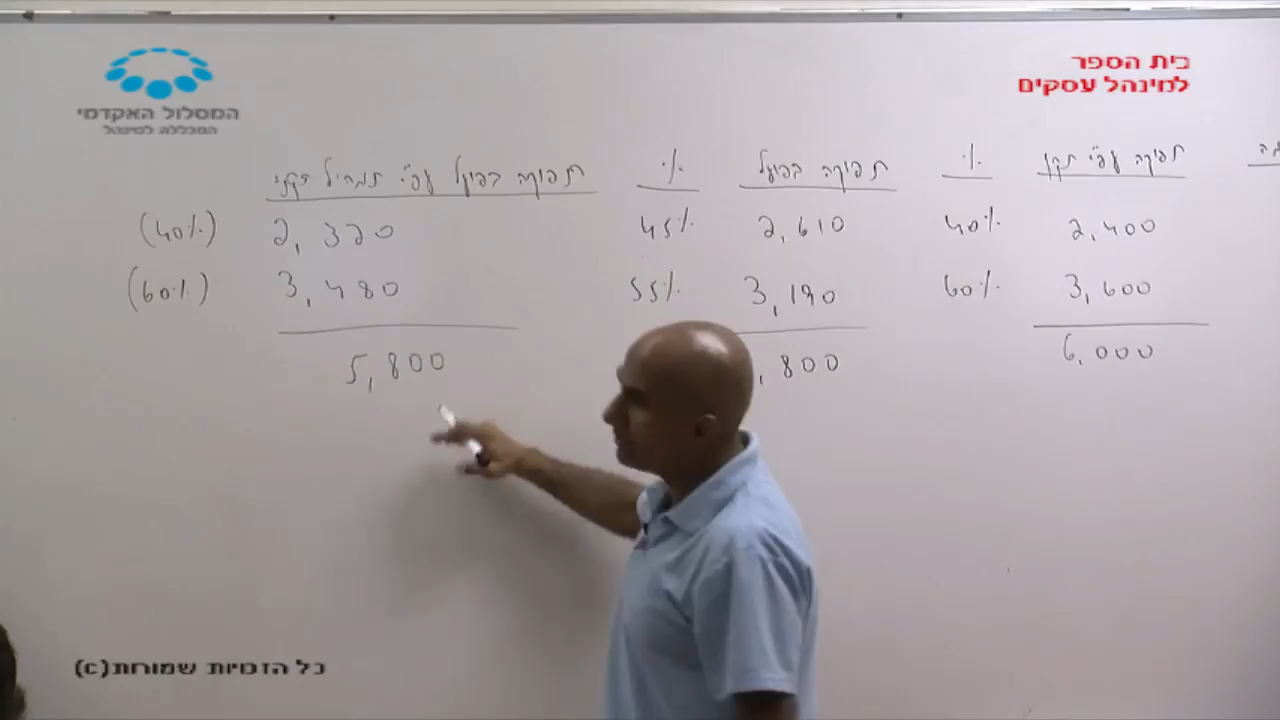 בית הספר
למינהל עסקים
המסלול האקדמי
המכללה למינהל
תפוקה עפ"י תקן % תפוקה בפועל % תפוקה בפועל עפ"י תמהיל תקני
2,400 40% 2,610 45% 2,320 (40%)
3,600 60% 3,190 55% 3,480 (60%)
6,000 ,800 5,800
כל הזכויות שמורות(c)